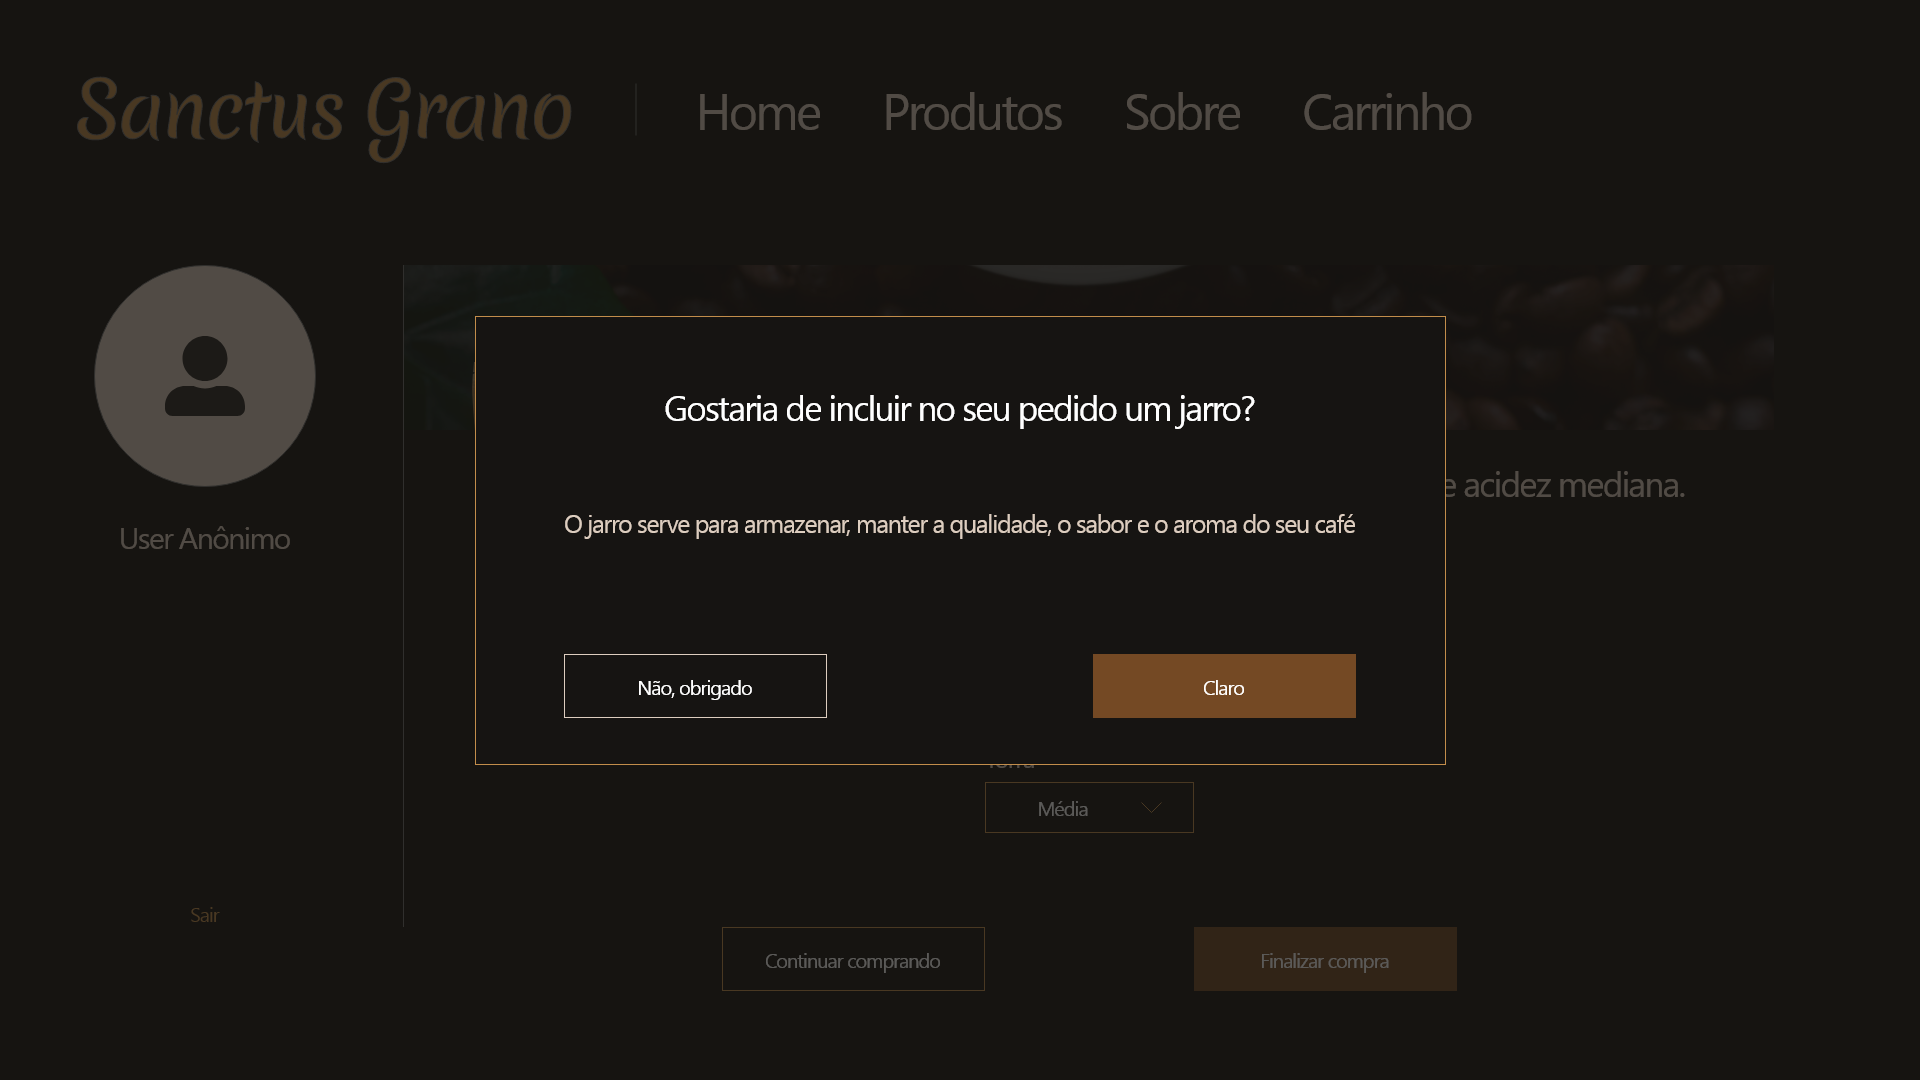 Sanctus Grano
Home
Produtos
Sobre
Carrinho
Gostaria de incluir no seu pedido um jarro?
e acidez mediana.
O jarro serve para armazenar, manter a qualidade, o sabor e o aroma do seu café
User Anônimo
Não, obrigado
Claro
Média
Sair
Continuar comprando
Finalizar compra